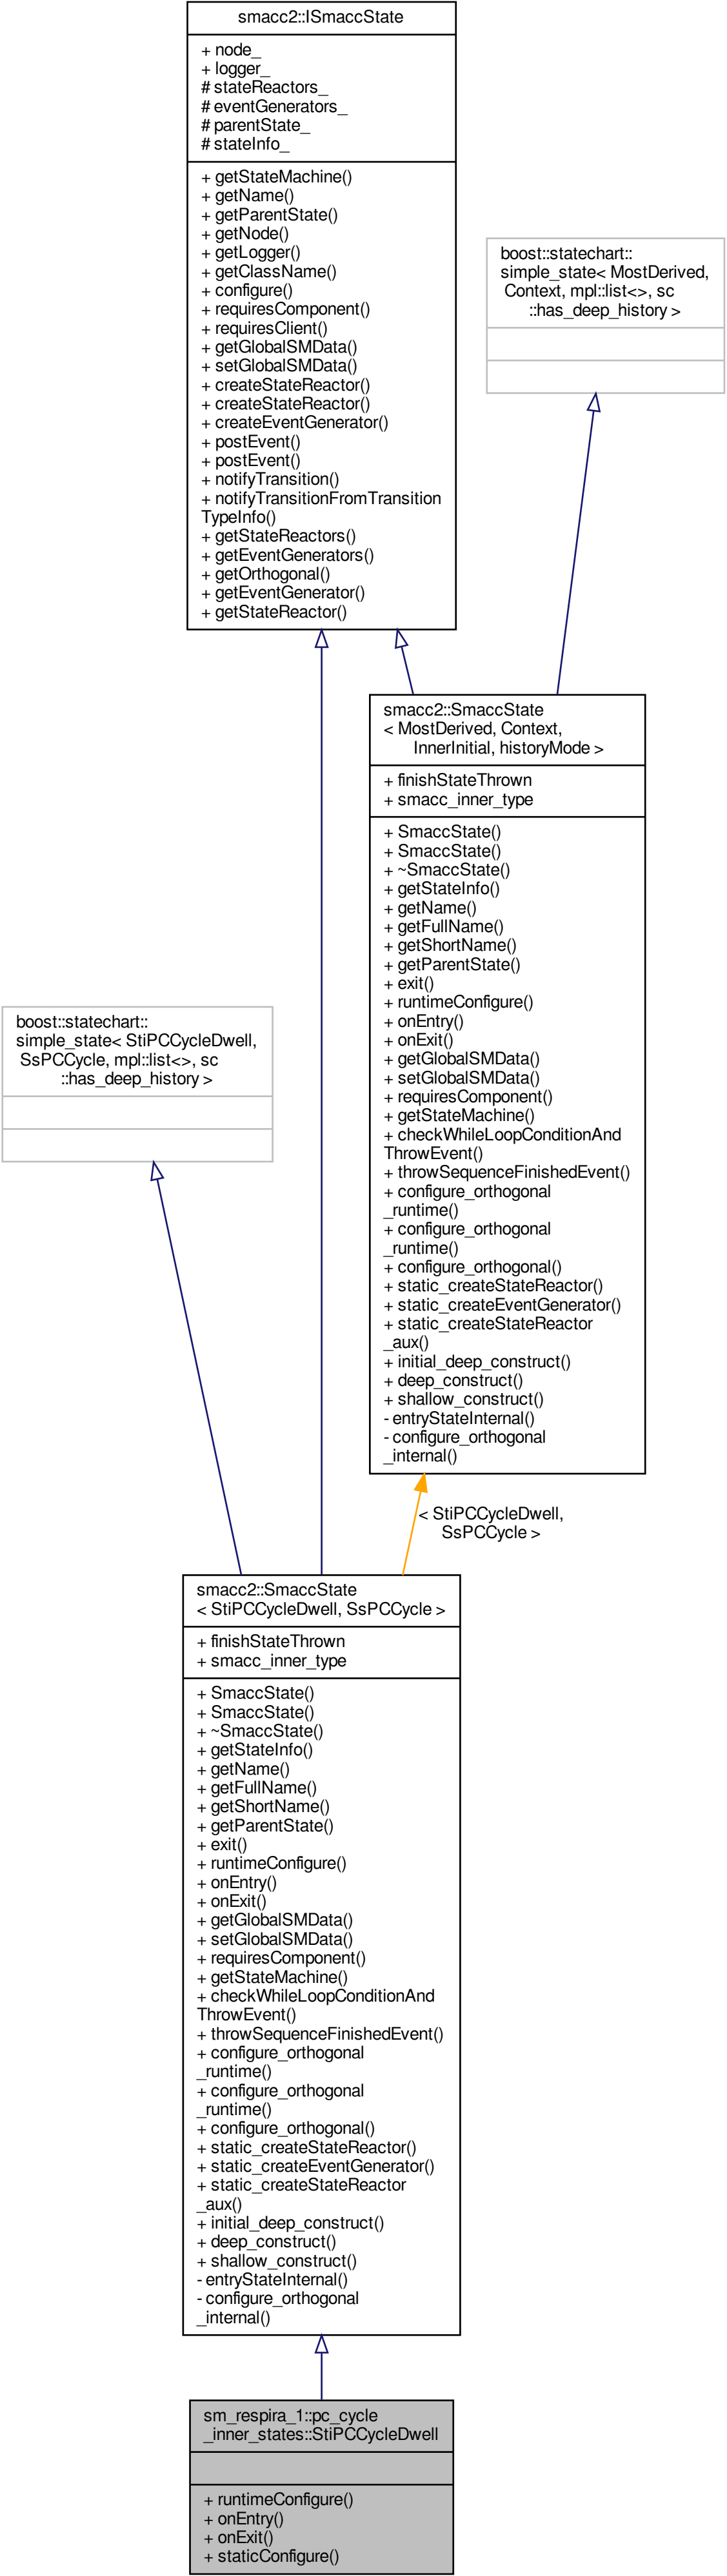 smacc2::ISmaccState
+ node_
+ logger_
# stateReactors_
# eventGenerators_
# parentState_
# stateInfo_
+ getStateMachine()
+ getName()
+ getParentState()
+ getNode()
+ getLogger()
+ getClassName()
+ configure()
+ requiresComponent()
+ requiresClient()
+ getGlobalSMData()
+ setGlobalSMData()
+ createStateReactor()
+ createStateReactor()
+ createEventGenerator()
+ postEvent()
+ postEvent()
+ notifyTransition()
+ notifyTransitionFromTransition
TypeInfo()
+ getStateReactors()
+ getEventGenerators()
+ getOrthogonal()
+ getEventGenerator()
+ getStateReactor()
boost::statechart::
simple_state< MostDerived,
Context, mpl::list<>, sc
::has_deep_history >
smacc2::SmaccState
< MostDerived, Context,
InnerInitial, historyMode >
+ finishStateThrown
+ smacc_inner_type
+ SmaccState()
+ SmaccState()
+ ~SmaccState()
+ getStateInfo()
+ getName()
+ getFullName()
+ getShortName()
+ getParentState()
+ exit()
+ runtimeConfigure()
+ onEntry()
+ onExit()
+ getGlobalSMData()
+ setGlobalSMData()
+ requiresComponent()
+ getStateMachine()
+ checkWhileLoopConditionAnd
ThrowEvent()
+ throwSequenceFinishedEvent()
+ configure_orthogonal
_runtime()
+ configure_orthogonal
_runtime()
+ configure_orthogonal()
+ static_createStateReactor()
+ static_createEventGenerator()
+ static_createStateReactor
_aux()
+ initial_deep_construct()
+ deep_construct()
+ shallow_construct()
- entryStateInternal()
- configure_orthogonal
_internal()
boost::statechart::
simple_state< StiPCCycleDwell,
SsPCCycle, mpl::list<>, sc
::has_deep_history >
< StiPCCycleDwell,
SsPCCycle >
smacc2::SmaccState
< StiPCCycleDwell, SsPCCycle >
+ finishStateThrown
+ smacc_inner_type
+ SmaccState()
+ SmaccState()
+ ~SmaccState()
+ getStateInfo()
+ getName()
+ getFullName()
+ getShortName()
+ getParentState()
+ exit()
+ runtimeConfigure()
+ onEntry()
+ onExit()
+ getGlobalSMData()
+ setGlobalSMData()
+ requiresComponent()
+ getStateMachine()
+ checkWhileLoopConditionAnd
ThrowEvent()
+ throwSequenceFinishedEvent()
+ configure_orthogonal
_runtime()
+ configure_orthogonal
_runtime()
+ configure_orthogonal()
+ static_createStateReactor()
+ static_createEventGenerator()
+ static_createStateReactor
_aux()
+ initial_deep_construct()
+ deep_construct()
+ shallow_construct()
- entryStateInternal()
- configure_orthogonal
_internal()
sm_respira_1::pc_cycle
_inner_states::StiPCCycleDwell
+ runtimeConfigure()
+ onEntry()
+ onExit()
+ staticConfigure()